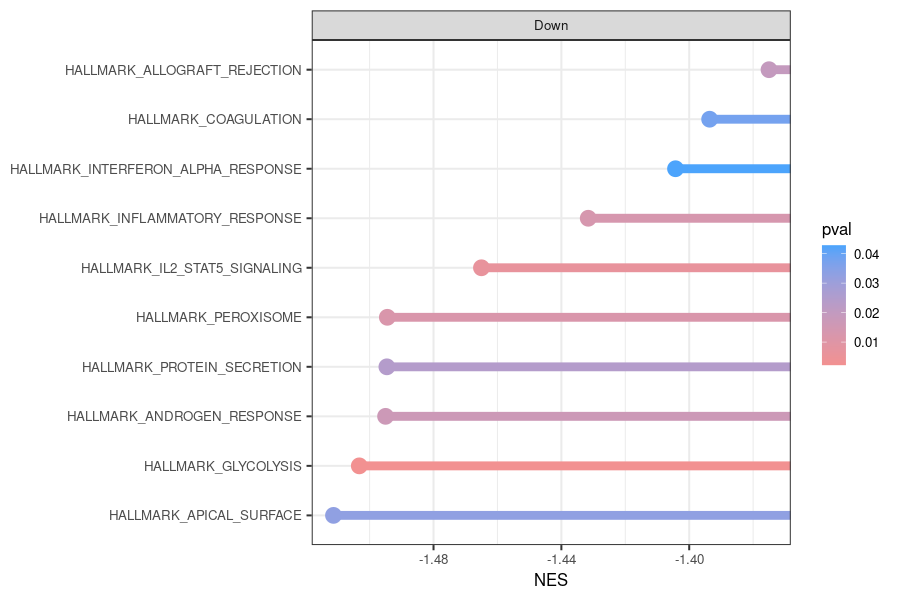 Down
HALLMARK_ALLOGRAFT_REJECTION
HALLMARK_COAGULATION
HALLMARK_INTERFERON_ALPHA_RESPONSE
HALLMARK_INFLAMMATORY_RESPONSE
HALLMARK_IL2_STAT5_SIGNALING
HALLMARK_PEROXISOME
HALLMARK_PROTEIN_SECRETION
HALLMARK_ANDROGEN_RESPONSE
HALLMARK_GLYCOLYSIS
HALLMARK_APICAL_SURFACE
-1.48 -1.44 -1.40
NES
pval
0.04
0.03
0.02
0.01